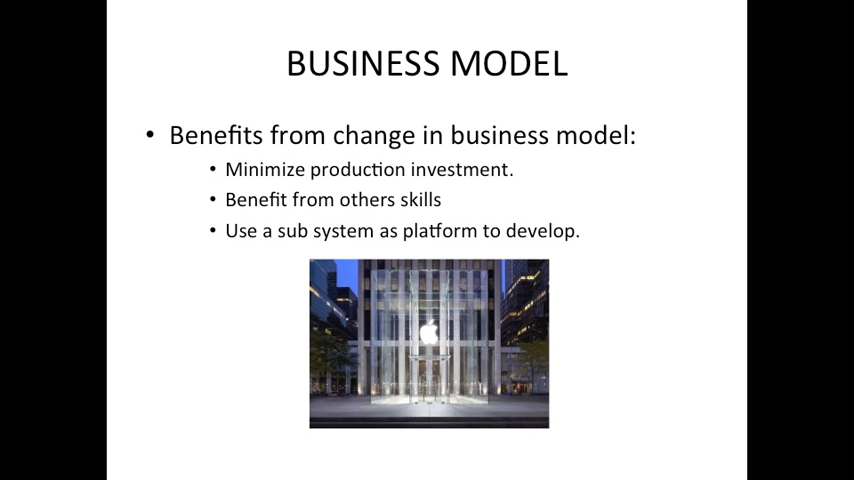 BUSINESS MODEL
• Benefits from change in business model:
• Minimize production investment.
• Benefit from others skills
• Use a sub system as platform to develop.